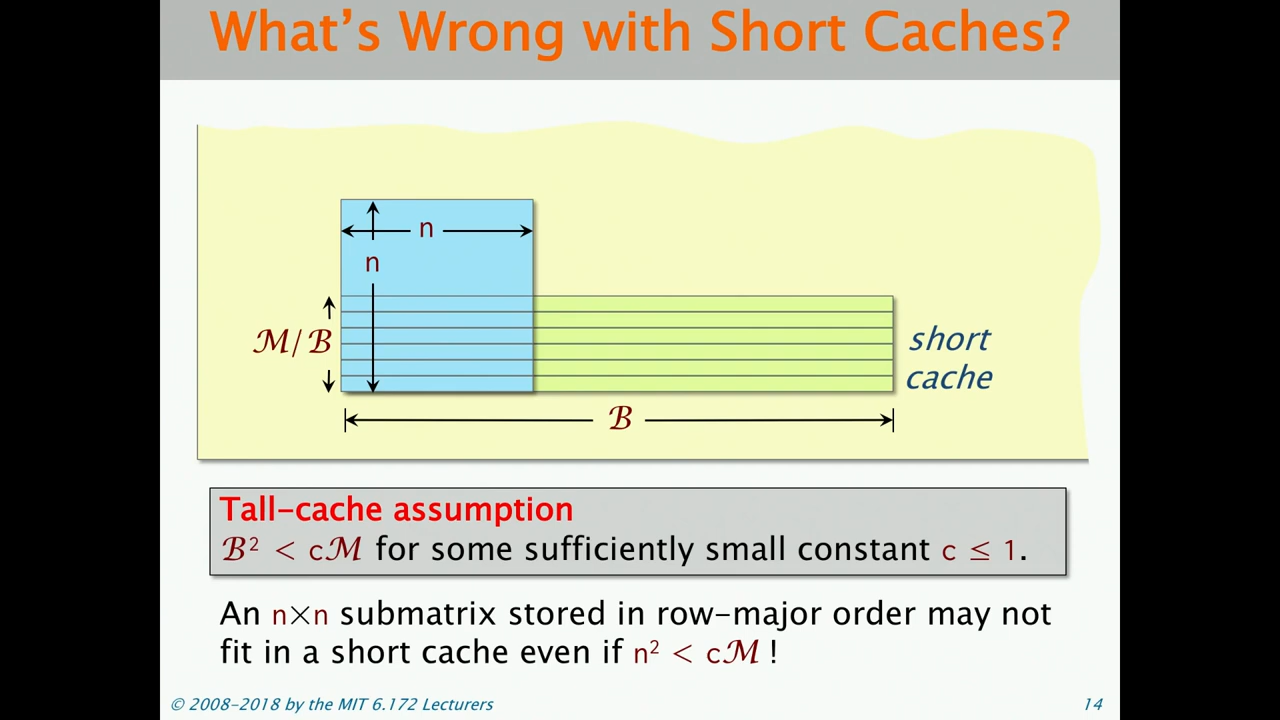 What's Wrong with Short Caches?
n
n
ℳ/ℬ
short
cache
ℬ
Tall-cache assumption
ℬ² < cℳ for some sufficiently small constant c ≤ 1.
An n×n submatrix stored in row-major order may not
fit in a short cache even if n² < cℳ !
© 2008-2018 by the MIT 6.172 Lecturers
14